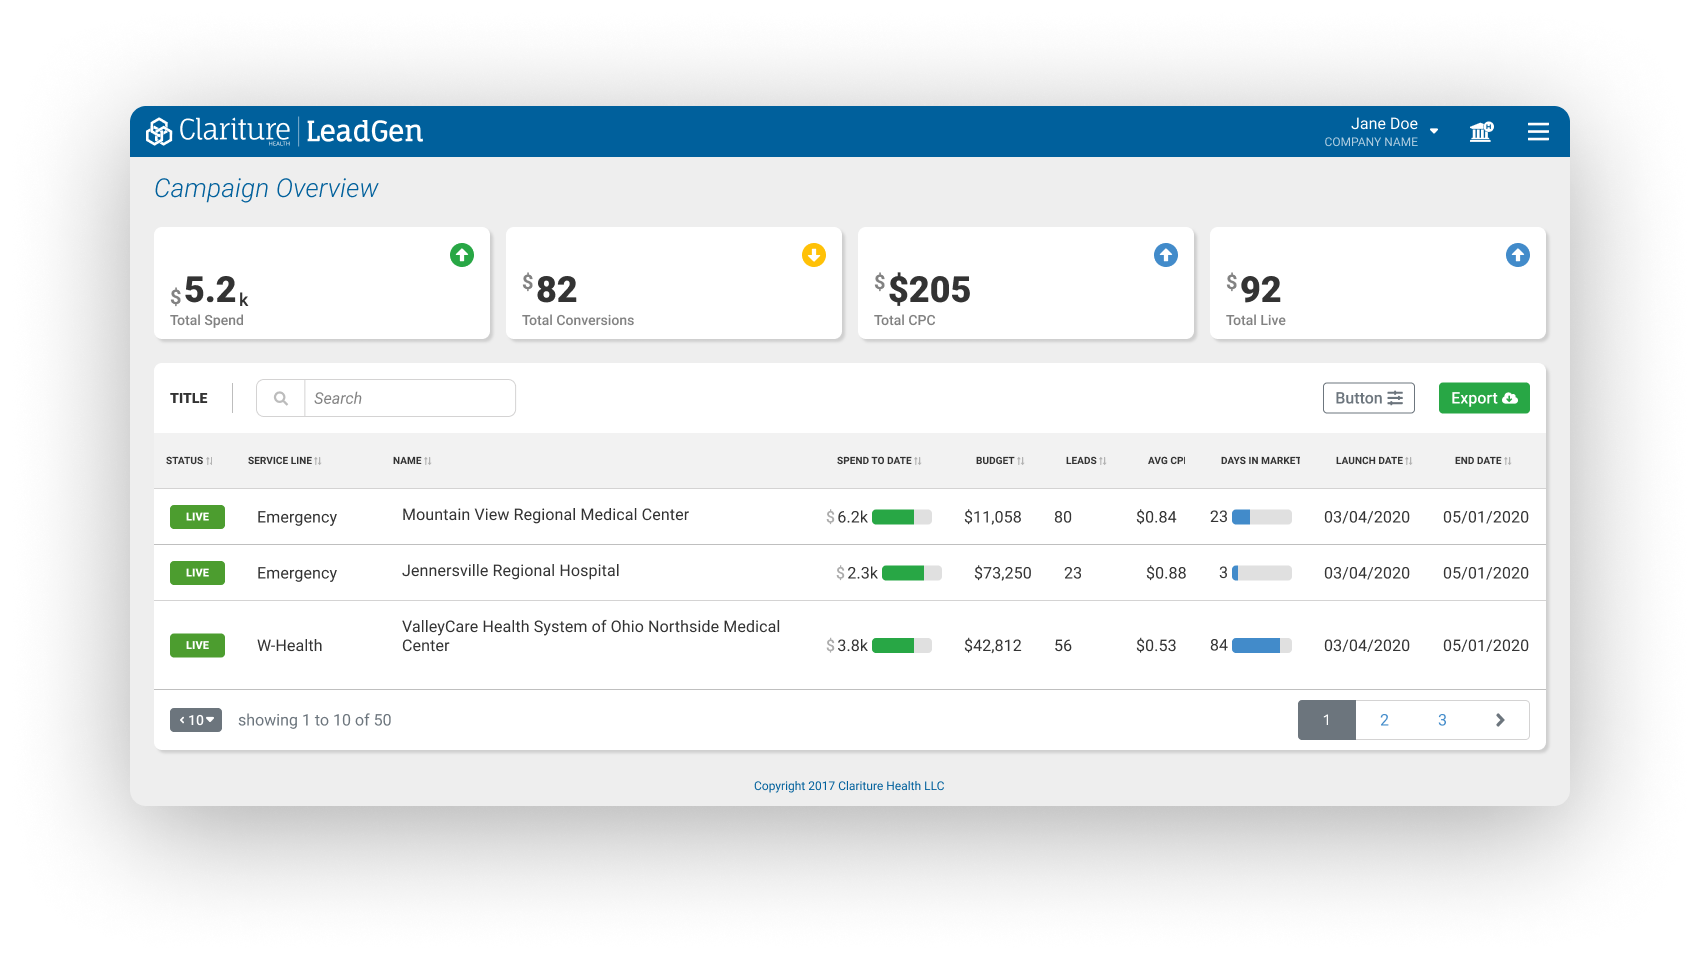 Clariture HEALTH LeadGen
Jane Doe
COMPANY NAME
Campaign Overview
$5.2k
Total Spend
$82
Total Conversions
$$205
Total CPC
$92
Total Live
TITLE
Search
Button
Export
STATUS SERVICE LINE NAME SPEND TO DATE BUDGET LEADS AVG CPI DAYS IN MARKET LAUNCH DATE END DATE
LIVE Emergency Mountain View Regional Medical Center $6.2k $11,058 80 $0.84 23 03/04/2020 05/01/2020
LIVE Emergency Jennersville Regional Hospital $2.3k $73,250 23 $0.88 3 03/04/2020 05/01/2020
LIVE W-Health ValleyCare Health System of Ohio Northside Medical
Center $3.8k $42,812 56 $0.53 84 03/04/2020 05/01/2020
10 showing 1 to 10 of 50
1 2 3
Copyright 2017 Clariture Health LLC